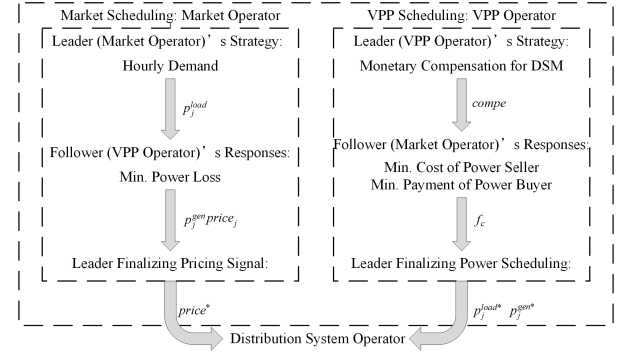 Market Scheduling: Market Operator
Leader (Market Operator)’s Strategy:
Hourly Demand
p_j^{load}
Follower (VPP Operator)’s Responses:
Min. Power Loss
p_j^{gen} price_j
Leader Finalizing Pricing Signal:
price*
VPP Scheduling: VPP Operator
Leader (VPP Operator)’s Strategy:
Monetary Compensation for DSM
compe
Follower (Market Operator)’s Responses:
Min. Cost of Power Seller
Min. Payment of Power Buyer
f_c
Leader Finalizing Power Scheduling:
p_j^{load*} p_j^{gen*}
Distribution System Operator